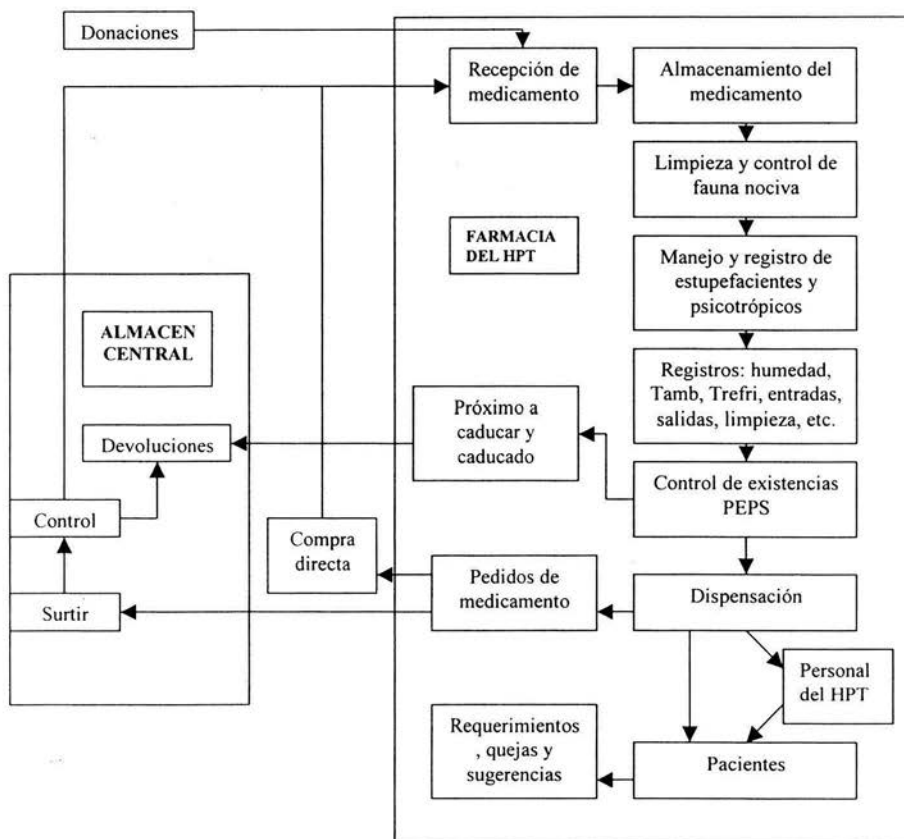 Donaciones
Recepción de
medicamento
Almacenamiento del
medicamento
Limpieza y control de
fauna nociva
FARMACIA
DEL HPT
Manejo y registro de
estupefacientes y
psicotrópicos
ALMACEN
CENTRAL
Registros: humedad,
Tamb, Trefri, entradas,
salidas, limpieza, etc.
Próximo a
caducar y
caducado
Devoluciones
Control de existencias
PEPS
Control
Compra
directa
Pedidos de
medicamento
Dispensación
Surtir
Personal
del HPT
Requerimientos
, quejas y
sugerencias
Pacientes